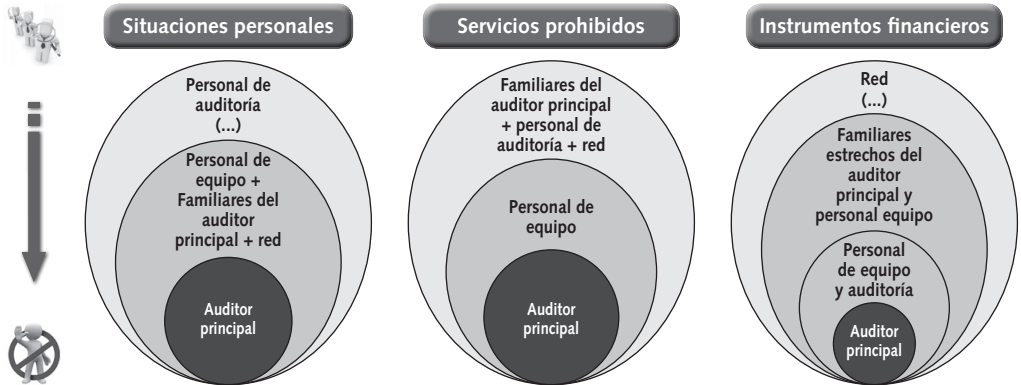 Situaciones personales
Personal de
auditoría
(...)
Personal de
equipo +
Familiares del
auditor
principal + red
Auditor
principal
Servicios prohibidos
Familiares del
auditor principal
+ personal de
auditoría + red
Personal de
equipo
Auditor
principal
Instrumentos financieros
Red
(...)
Familiares
estrechos del
auditor
principal y
personal equipo
Personal
de equipo
y auditoría
Auditor
principal